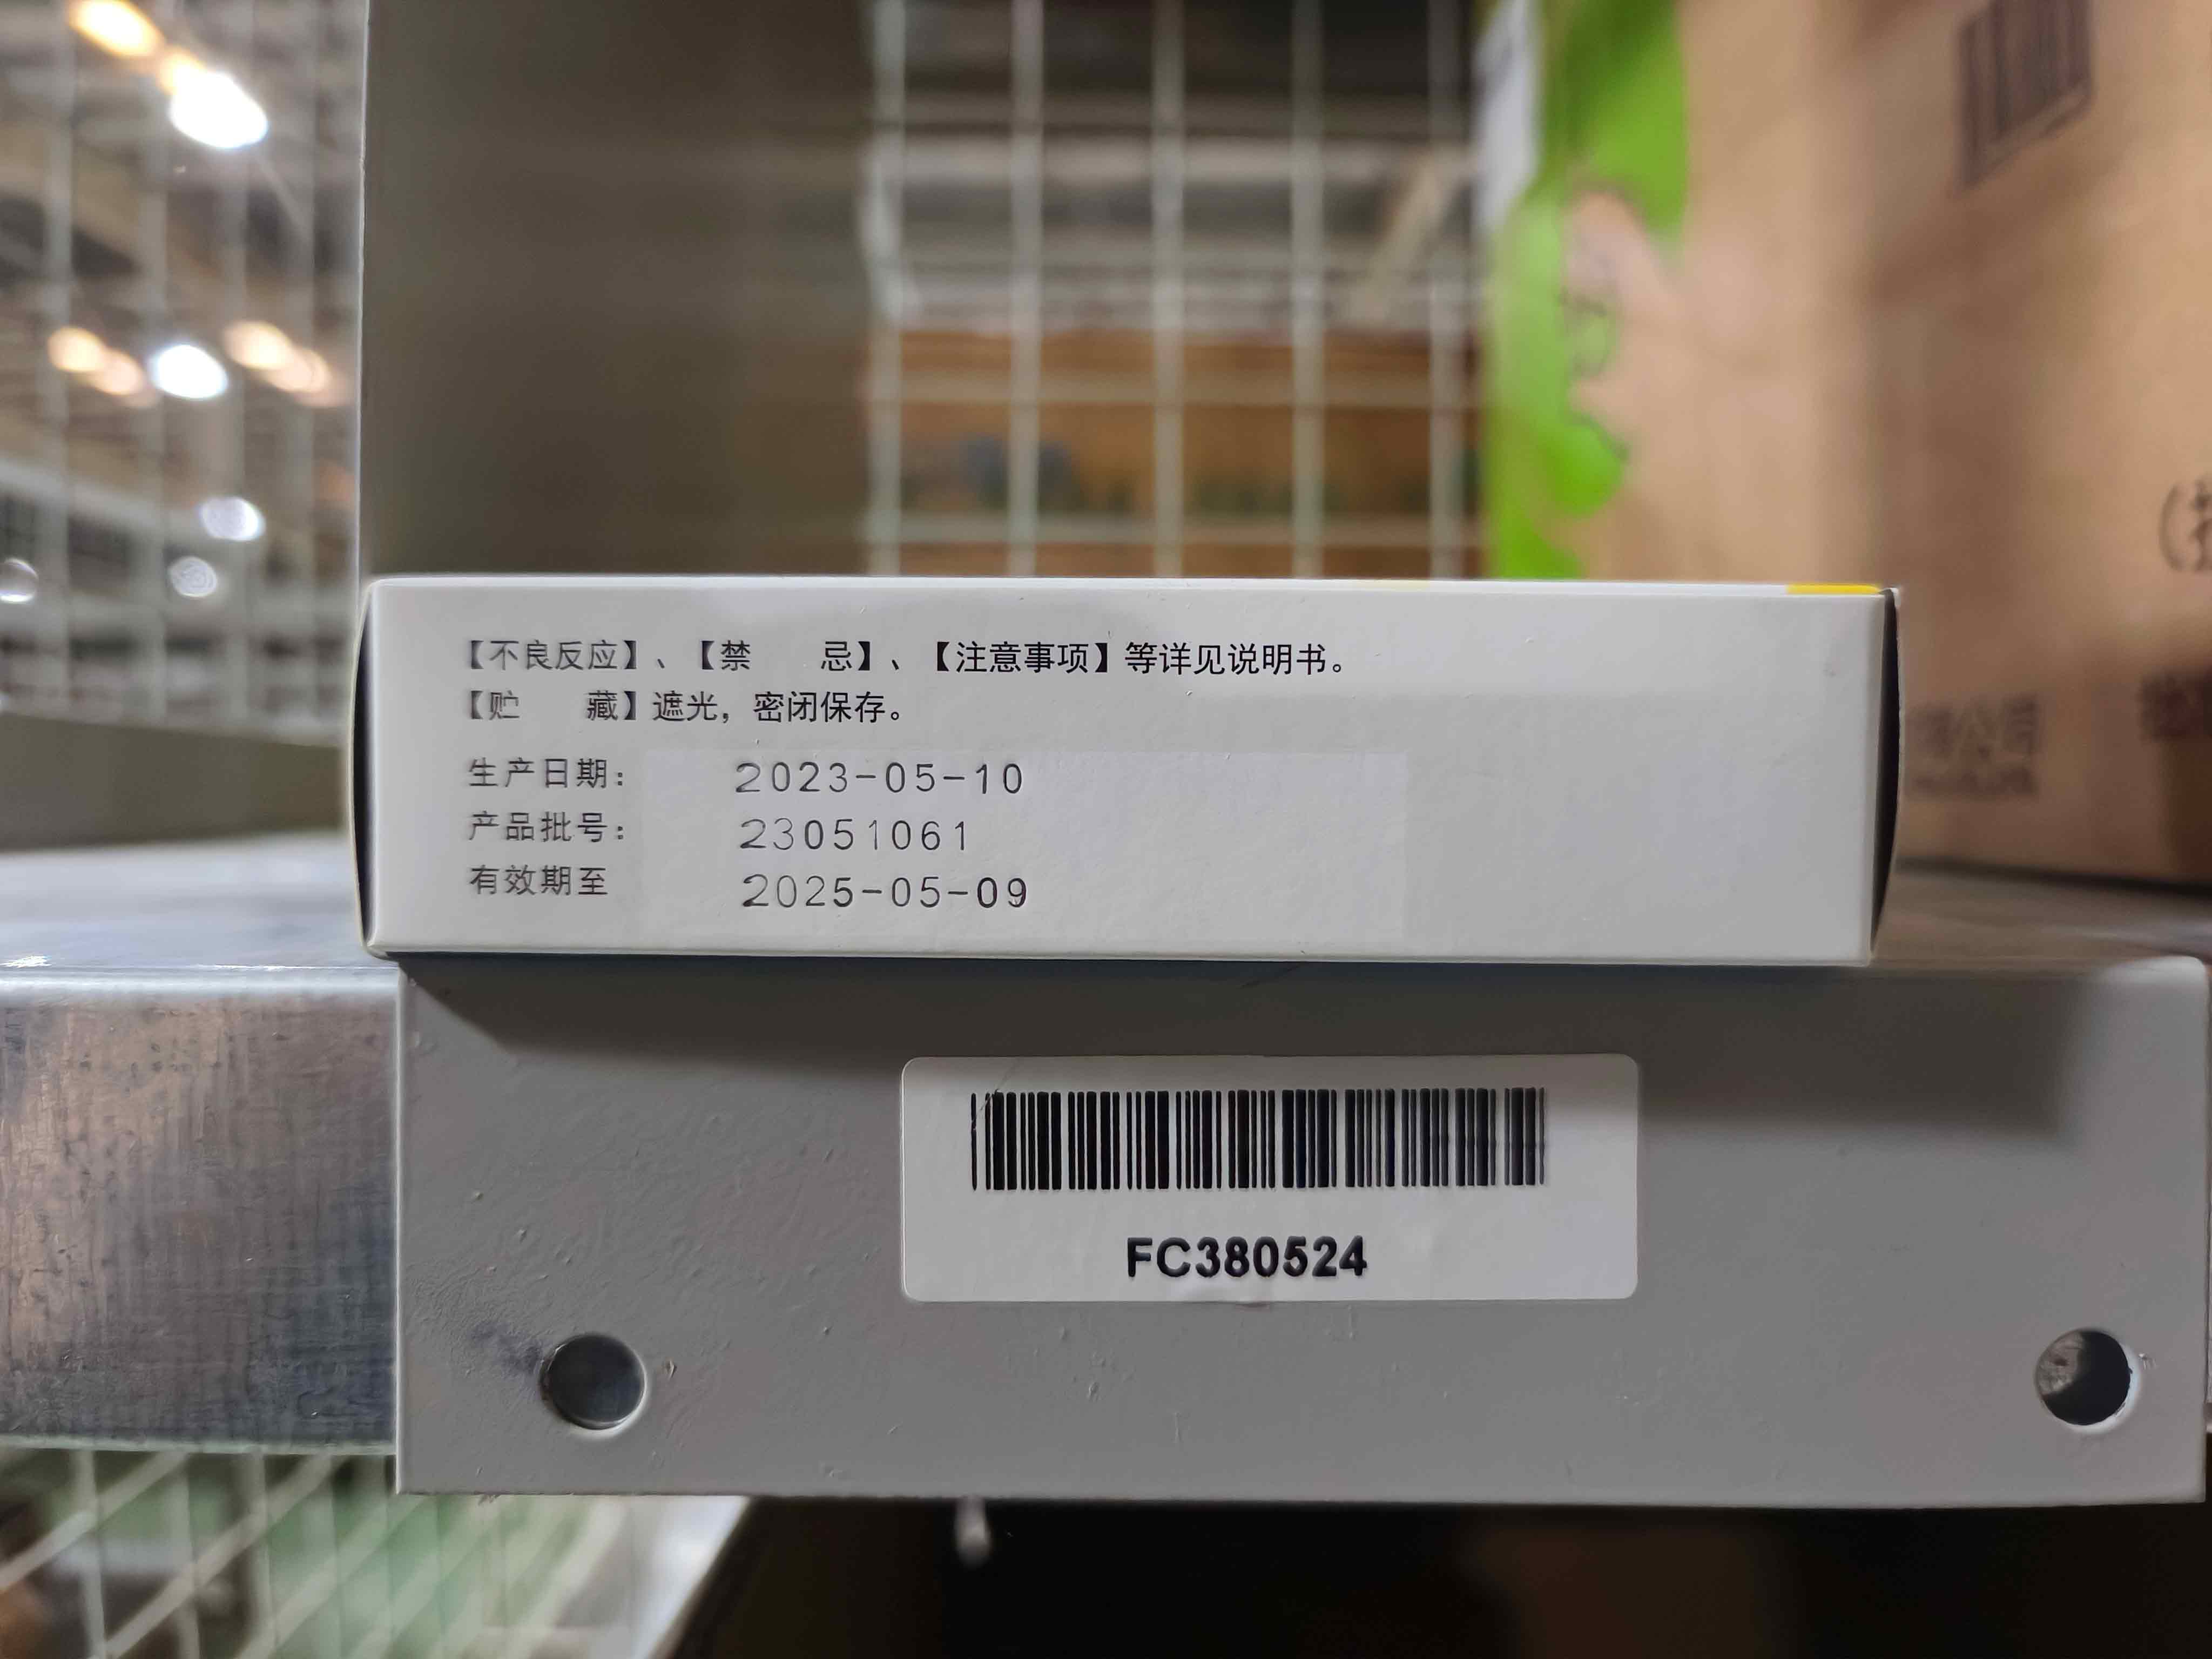 【不良反应】、【禁　忌】、【注意事项】等详见说明书。
【贮　藏】遮光，密闭保存。
生产日期： 2023-05-10
产品批号： 23051061
有效期至 2025-05-09
FC380524